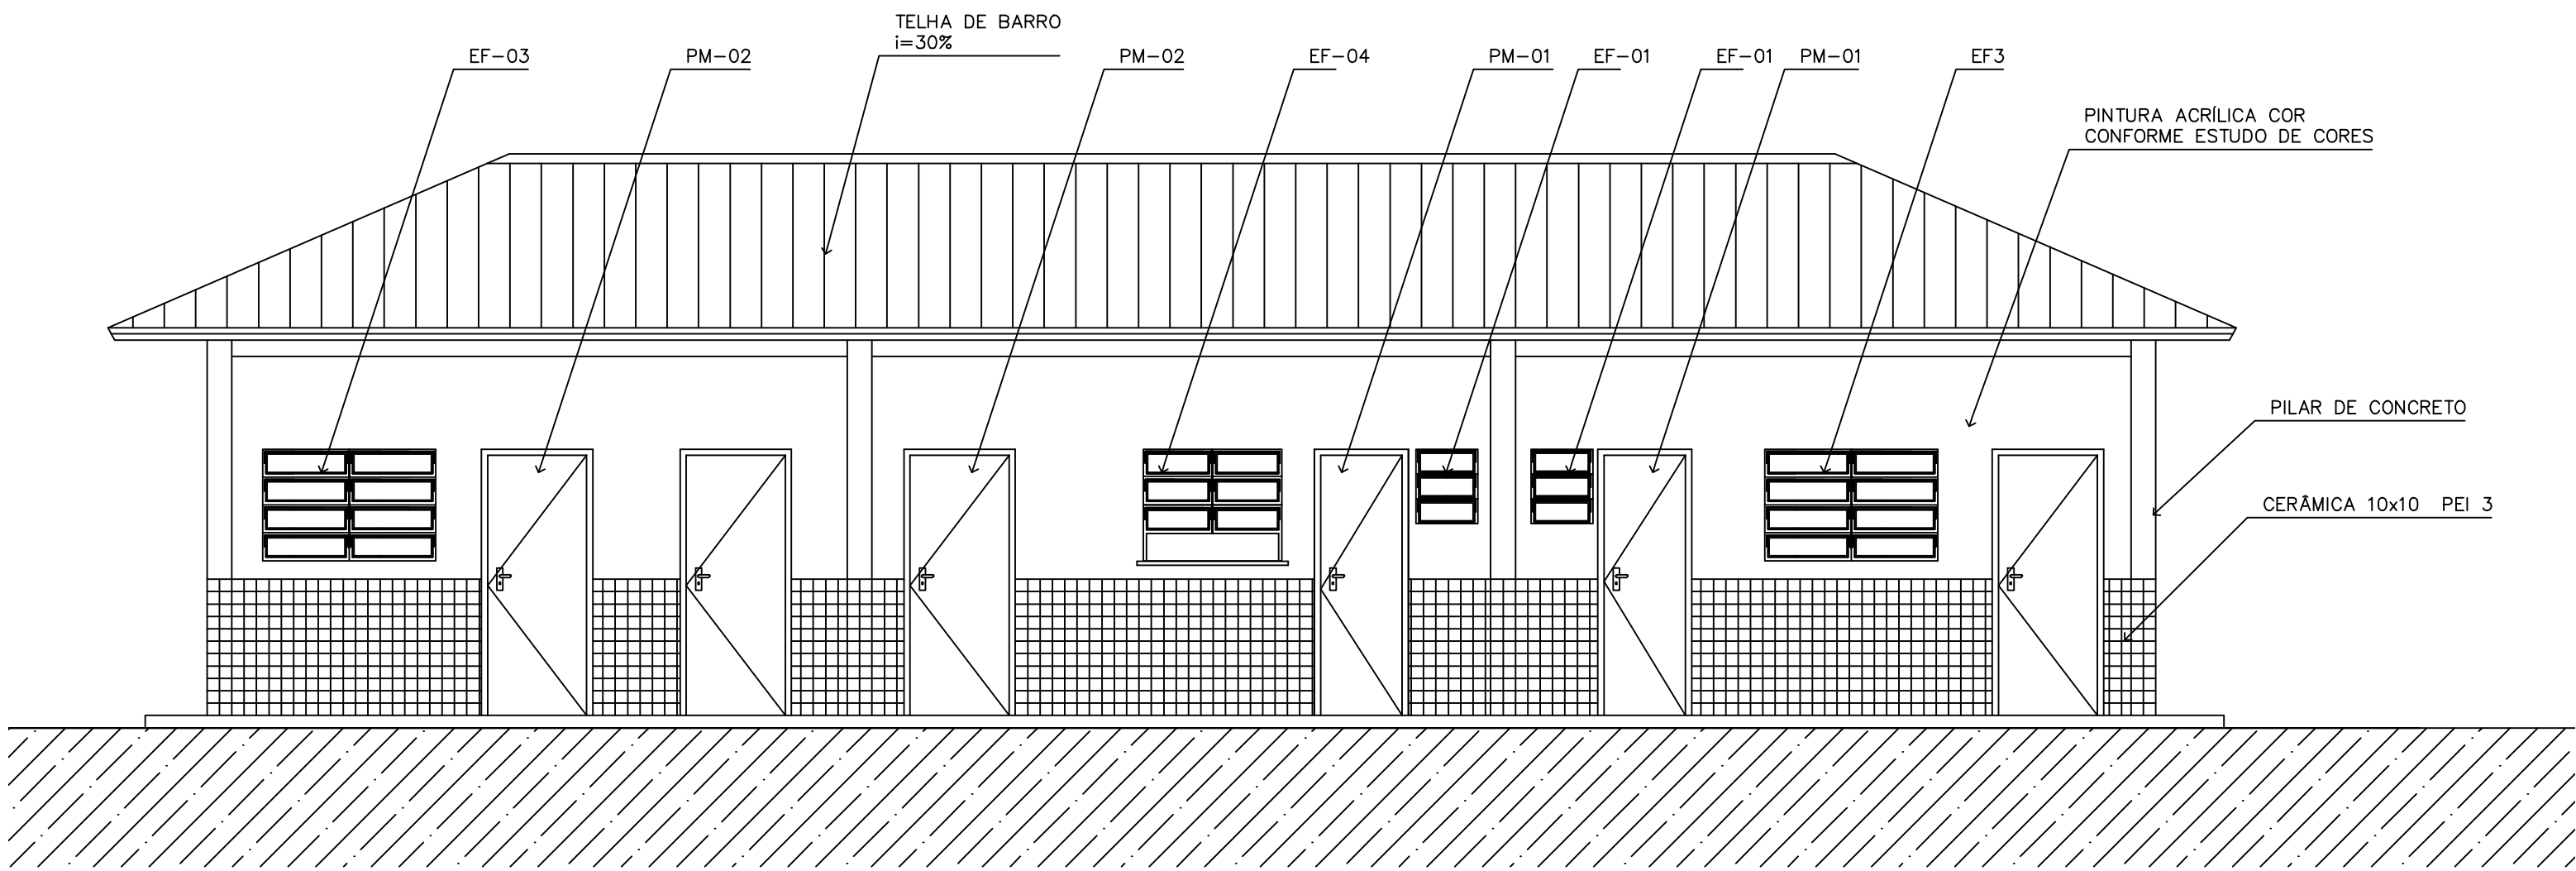 TELHA DE BARRO
i=30%
EF-03
PM-02
PM-02
EF-04
PM-01
EF-01
EF-01
PM-01
EF3
PINTURA ACRÍLICA COR
CONFORME ESTUDO DE CORES
PILAR DE CONCRETO
CERÂMICA 10x10 PEI 3